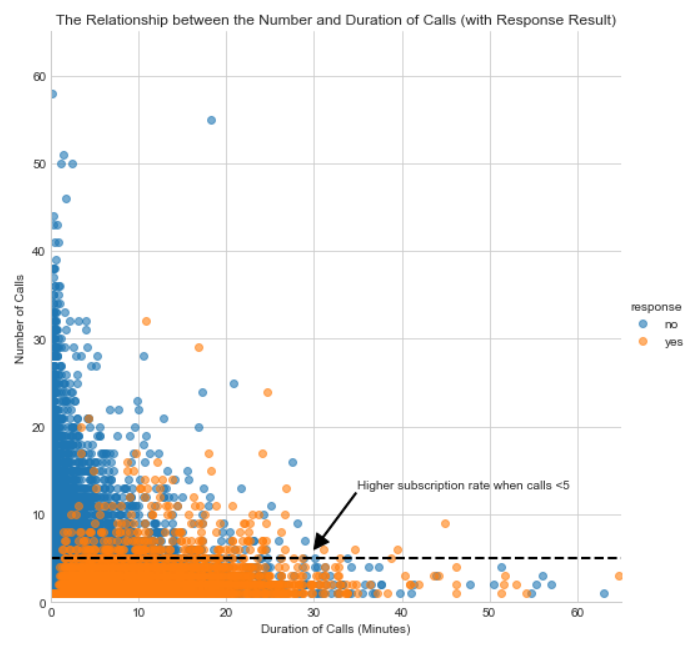 The Relationship between the Number and Duration of Calls (with Response Result)
60
50
40
30
20
10
0
Number of Calls
Higher subscription rate when calls <5
response
no
yes
0 10 20 30 40 50 60
Duration of Calls (Minutes)